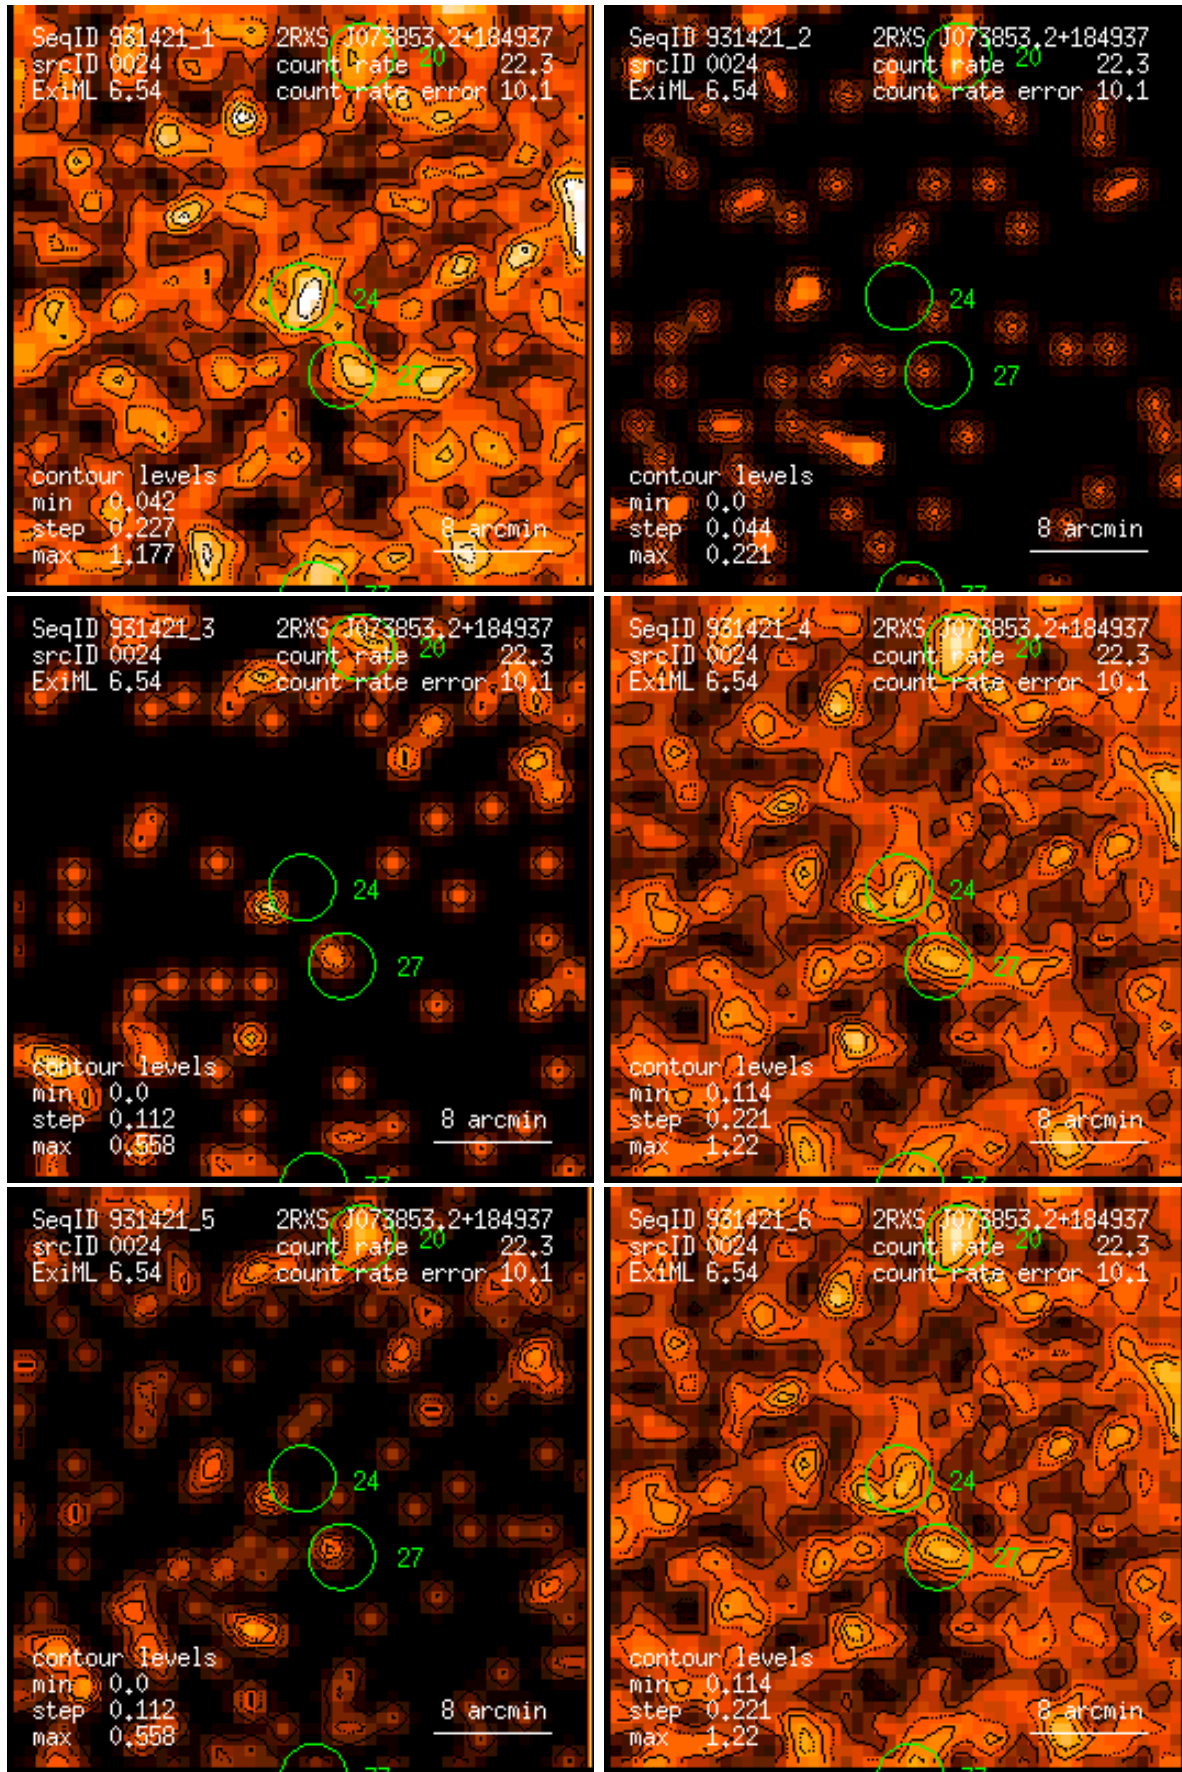 SeqID 931421_1 2RXS J073853.2+184937
srcID 0024 count rate 20 22.3
ExiML 6.54 count rate error 10.1
24
27
contour levels
min 0.042
step 0.227 8 arcmin
max 1.177
SeqID 931421_2 2RXS J073853.2+184937
srcID 0024 count rate 20 22.3
ExiML 6.54 count rate error 10.1
24
27
contour levels
min 0.0
step 0.044 8 arcmin
max 0.221
SeqID 931421_3 2RXS J073853.2+184937
srcID 0024 count rate 20 22.3
ExiML 6.54 count rate error 10.1
24
27
contour levels
min 0.0
step 0.112 8 arcmin
max 0.558
SeqID 931421_4 2RXS J073853.2+184937
srcID 0024 count rate 20 22.3
ExiML 6.54 count rate error 10.1
24
27
contour levels
min 0.114
step 0.221 8 arcmin
max 1.22
SeqID 931421_5 2RXS J073853.2+184937
srcID 0024 count rate 20 22.3
ExiML 6.54 count rate error 10.1
24
27
contour levels
min 0.0
step 0.112 8 arcmin
max 0.558
SeqID 931421_6 2RXS J073853.2+184937
srcID 0024 count rate 20 22.3
ExiML 6.54 count rate error 10.1
24
27
contour levels
min 0.114
step 0.221 8 arcmin
max 1.22